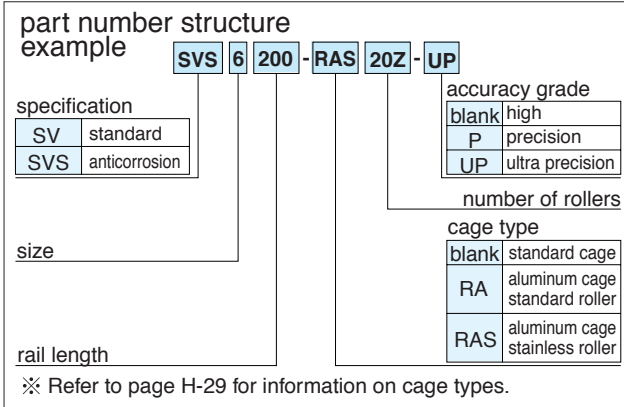 part number structure
example
SVS 6 200 - RAS 20Z - UP
specification
SV standard
SVS anticorrosion
size
rail length
accuracy grade
blank high
P precision
UP ultra precision
number of rollers
cage type
blank standard cage
RA aluminum cage
standard roller
RAS aluminum cage
stainless roller
※ Refer to page H-29 for information on cage types.